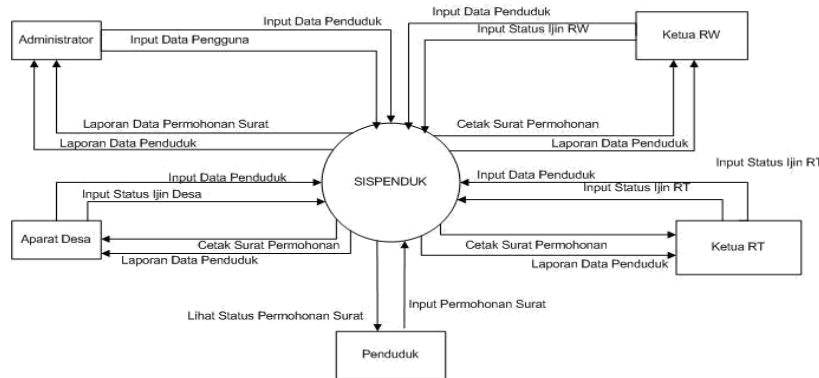 Input Data Penduduk
Administrator
Input Data Pengguna
Laporan Data Permohonan Surat
Laporan Data Penduduk
Input Data Penduduk
Input Status Ijin RW
Ketua RW
Cetak Surat Permohonan
Laporan Data Penduduk
SISPENDUK
Input Data Penduduk
Input Status Ijin Desa
Aparat Desa
Cetak Surat Permohonan
Laporan Data Penduduk
Input Status Ijin RT
Input Data Penduduk
Input Status Ijin RT
Ketua RT
Cetak Surat Permohonan
Laporan Data Penduduk
Lihat Status Permohonan Surat
Input Permohonan Surat
Penduduk